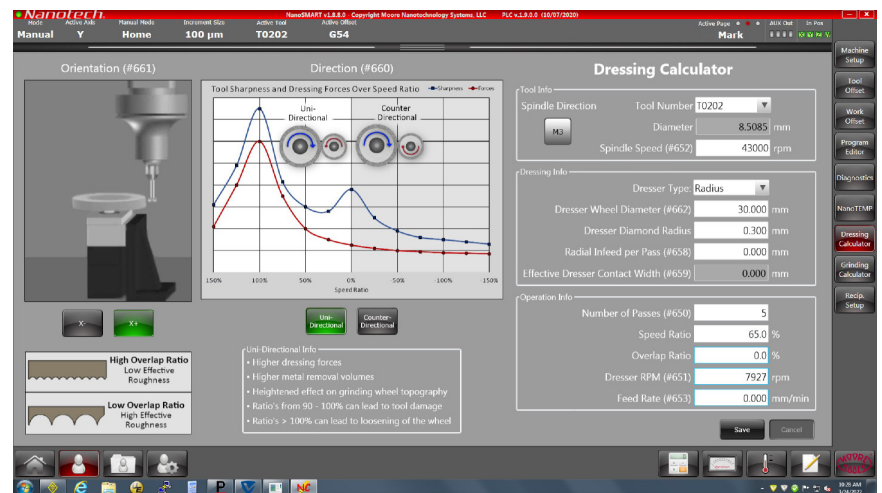 Nanotech.
NanoSMART v1.8.8.0 - Copyright Moore Nanotechnology Systems, LLC PLC v.1.9.0.0 (10/07/2020)
Mode Active Axis Manual Mode Increment Size Active Tool Active Offset Active Page AUX Out In Pos
Manual Y Home 100 µm T0202 G54 Mark
Orientation (#661)
Direction (#660)
Dressing Calculator
Tool Sharpness and Dressing Forces Over Speed Ratio Sharpness Forces
Uni-Directional
Counter Directional
150% 100% 50% 0% -50% -100% 150%
Speed Ratio
X-
X+
Uni-Directional
Counter-Directional
High Overlap Ratio
Low Effective
Roughness
Low Overlap Ratio
High Effective
Roughness
Uni-Directional Info
• Higher dressing forces
• Higher metal removal volumes
• Heightened effect on grinding wheel topography
• Ratio's from 90 - 100% can lead to tool damage
• Ratio's > 100% can lead to loosening of the wheel
Tool Info
Spindle Direction
M3
Tool Number T0202
Diameter 8.5085 mm
Spindle Speed (#652) 43000 rpm
Dressing Info
Dresser Type: Radius
Dresser Wheel Diameter (#662) 30.000 mm
Dresser Diamond Radius 0.300 mm
Radial Infeed per Pass (#658) 0.000 mm
Effective Dresser Contact Width (#659) 0.000 mm
Operation Info
Number of Passes (#650) 5
Speed Ratio 65.0 %
Overlap Ratio 0.0 %
Dresser RPM (#651) 7927 rpm
Feed Rate (#653) 0.000 mm/min
Save
Cancel
Machine
Setup
Tool
Offset
Work
Offset
Program
Editor
Diagnostics
NanoTEMP
Dressing
Calculator
Grinding
Calculator
Recip.
Setup
MOORE
TOOLS
P
NC
10:28 AM